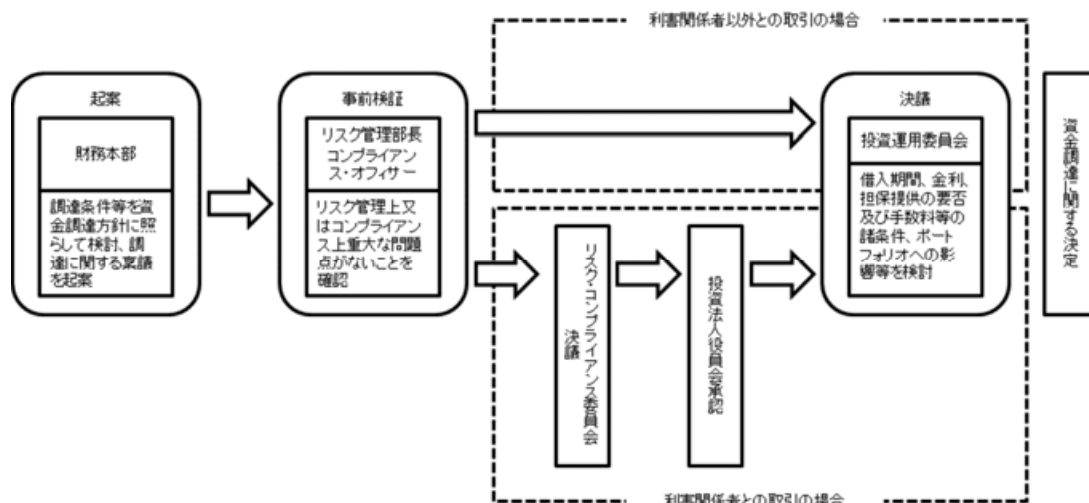 利害関係者以外との取引の場合
起案
財務本部
調達条件等を資
金調達方針に照
らして検討、調
達に関する稟議
を起案
事前検証
リスク管理部長
コンプライアン
ス・オフィサー
リスク管理上又
はコンプライア
ンス上重大な問題
点がないことを
確認
リスク・コンプライアンス委員会
決議
投資法人役員会承認
決議
投資運用委員会
借入期間、金利、
担保提供の要否
及び手数料等の
諸条件、ポート
フォリオへの影
響等を検討
資金調達に関する決定
利害関係者との取引の場合